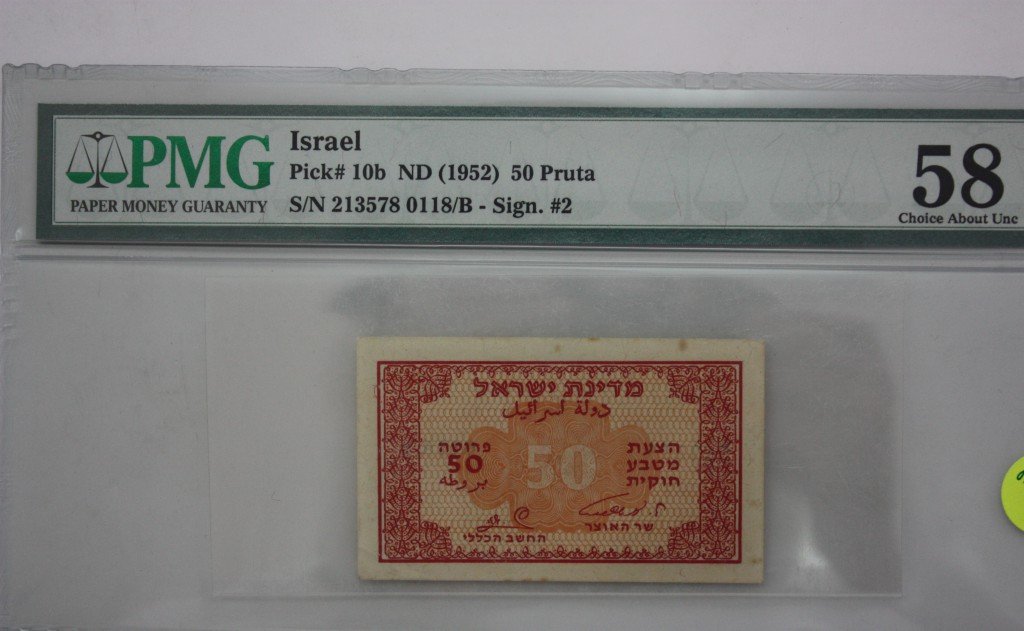 PMG
PAPER MONEY GUARANTY
Israel
Pick# 10b ND (1952) 50 Pruta
S/N 213578 0118/B - Sign. #2
58
Choice About Unc
מדינת ישראל
دولة اسرائيل
הצעת
מטבע
חוקית
50
פרוטה
50
بروطة
שר האוצר
החשב הכללי